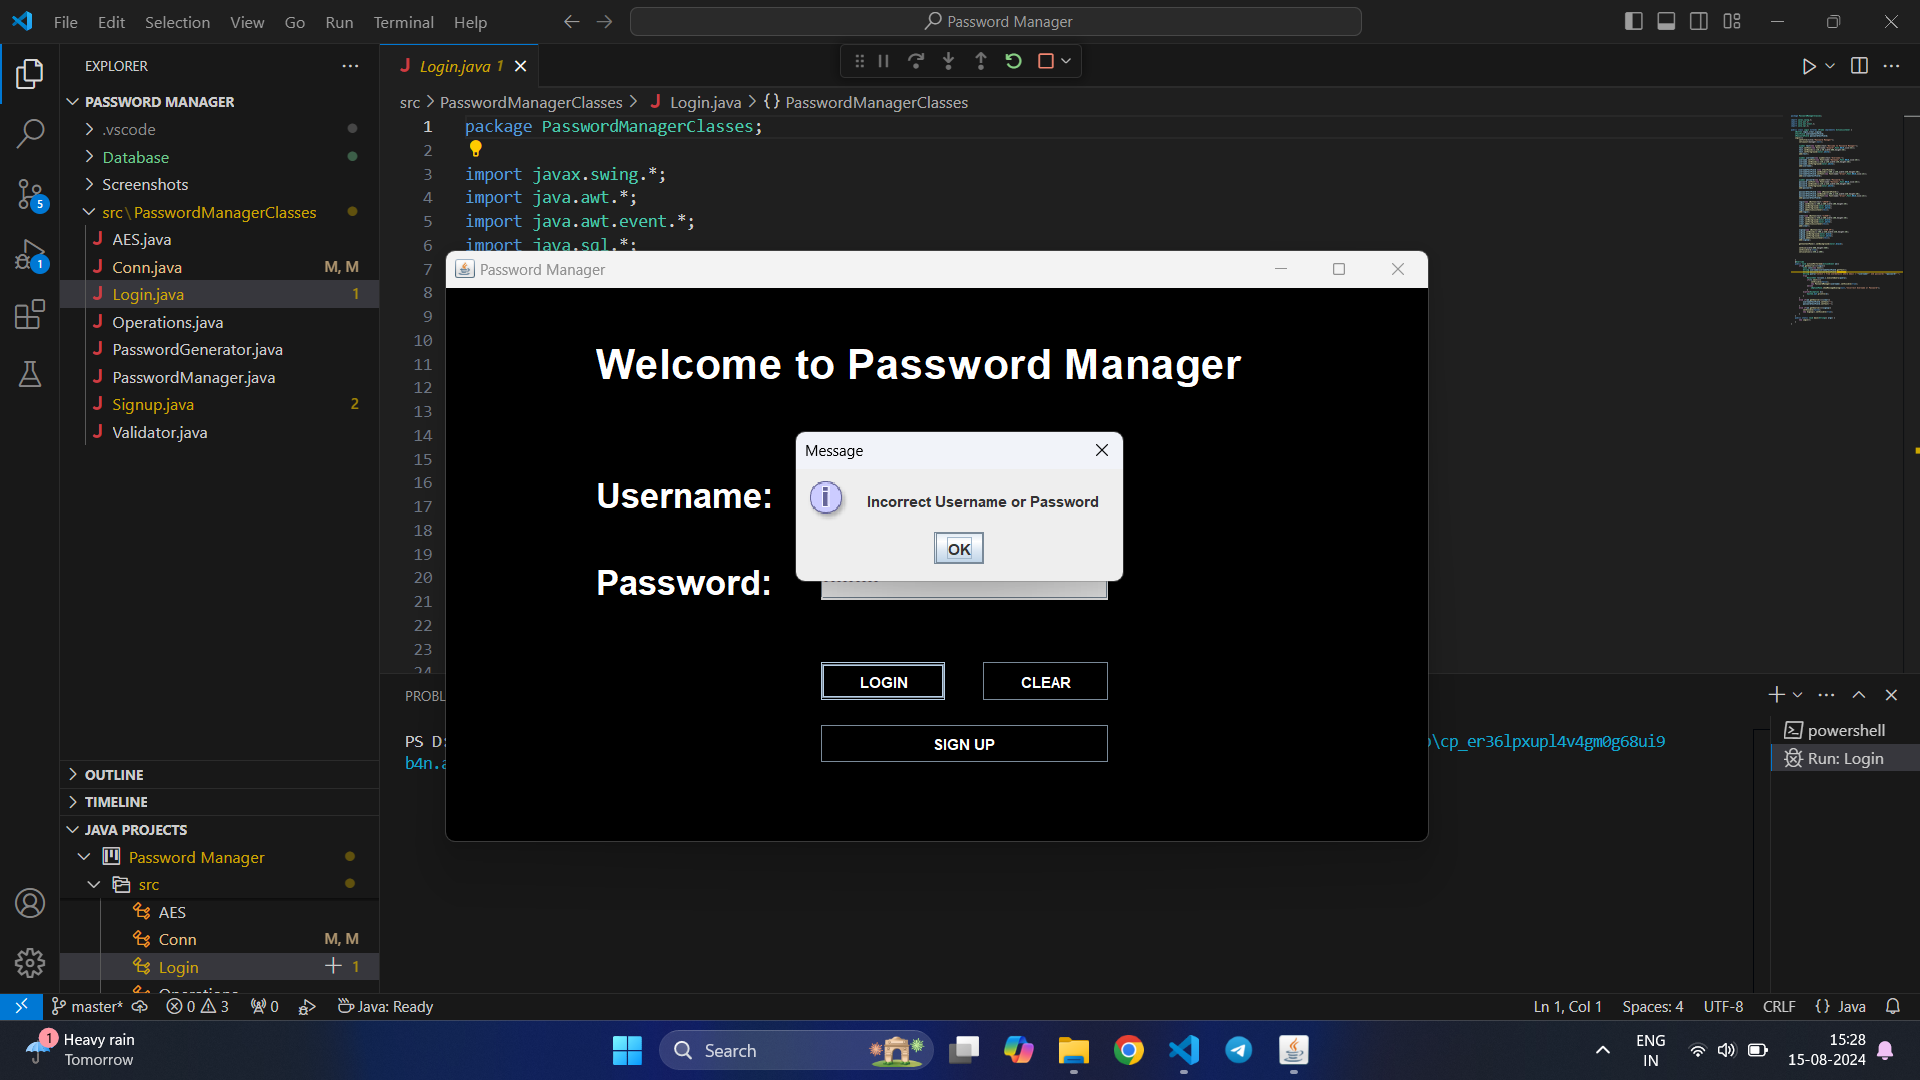 File Edit Selection View Go Run Terminal Help
Password Manager
EXPLORER
PASSWORD MANAGER
.vscode
Database
Screenshots
src\PasswordManagerClasses
AES.java
Conn.java M, M
Login.java 1
Operations.java
PasswordGenerator.java
PasswordManager.java
Signup.java 2
Validator.java
5
1
Login.java 1
src > PasswordManagerClasses > Login.java > {} PasswordManagerClasses
1 package PasswordManagerClasses;
2
3 import javax.swing.*;
4 import java.awt.*;
5 import java.awt.event.*;
6 import java.sql.*;
7
8
9
10
11
12
13
14
15
16
17
18
19
20
21
22
23
24
Password Manager
Welcome to Password Manager
Username:
Password:
Message
Incorrect Username or Password
OK
LOGIN
CLEAR
SIGN UP
PROBL
PS D:
\cp_er36lpxupl4v4gm0g68ui9
b4n.a
powershell
Run: Login
OUTLINE
TIMELINE
JAVA PROJECTS
Password Manager
src
AES
Conn M, M
Login 1
Operations
master* 0 3 0 Java: Ready
Ln 1, Col 1 Spaces: 4 UTF-8 CRLF {} Java
1
Heavy rain
Tomorrow
Search
ENG
IN
15:28
15-08-2024